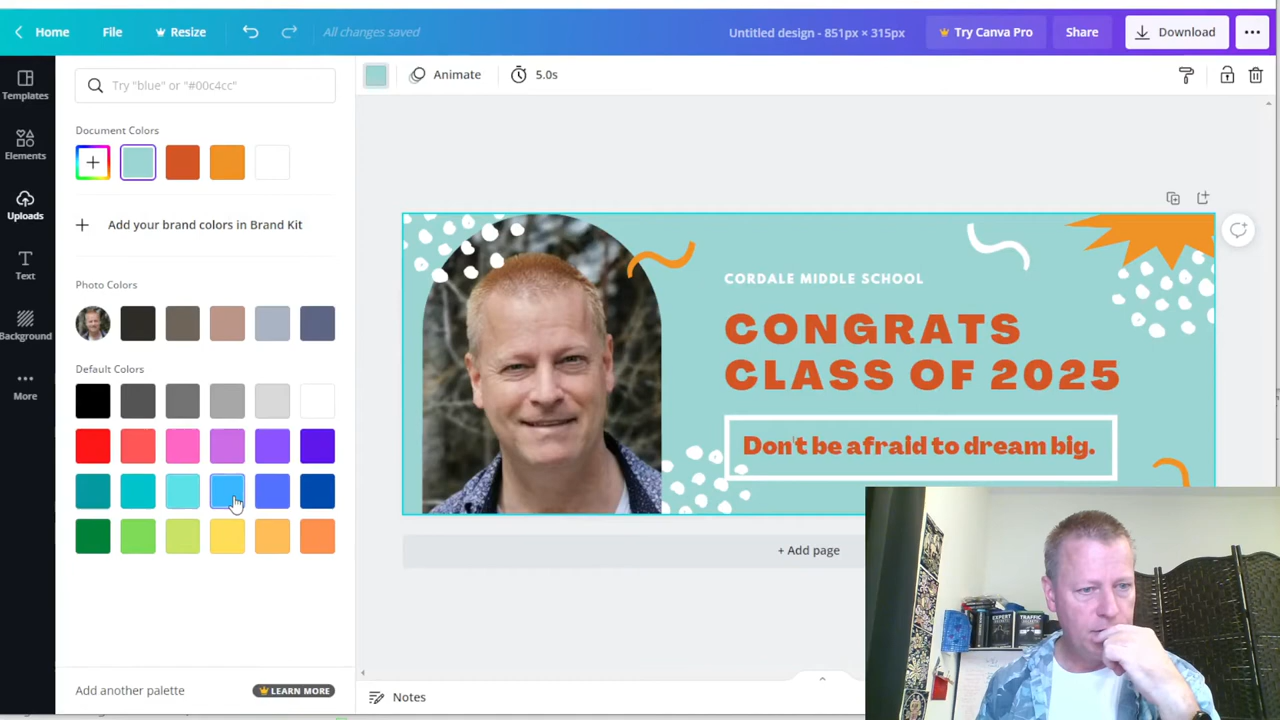 Home File Resize All changes saved Untitled design - 851px × 315px Try Canva Pro Share Download
Templates
Elements
Uploads
Text
Background
More
Try "blue" or "#00c4cc"
Document Colors
Add your brand colors in Brand Kit
Photo Colors
Default Colors
Add another palette LEARN MORE
Animate 5.0s
CORDALE MIDDLE SCHOOL
CONGRATS
CLASS OF 2025
Don't be afraid to dream big.
+ Add page
Notes
EXPERT
TRAFFIC